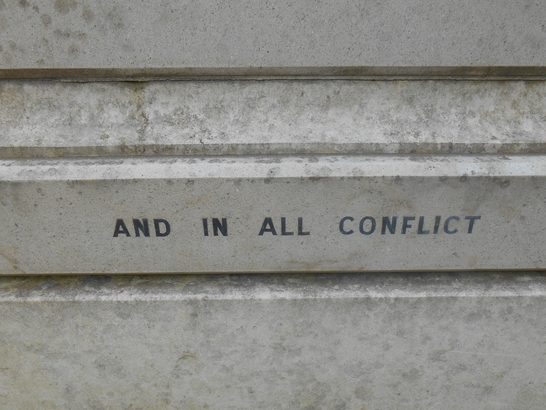 AND IN ALL CONFLICT